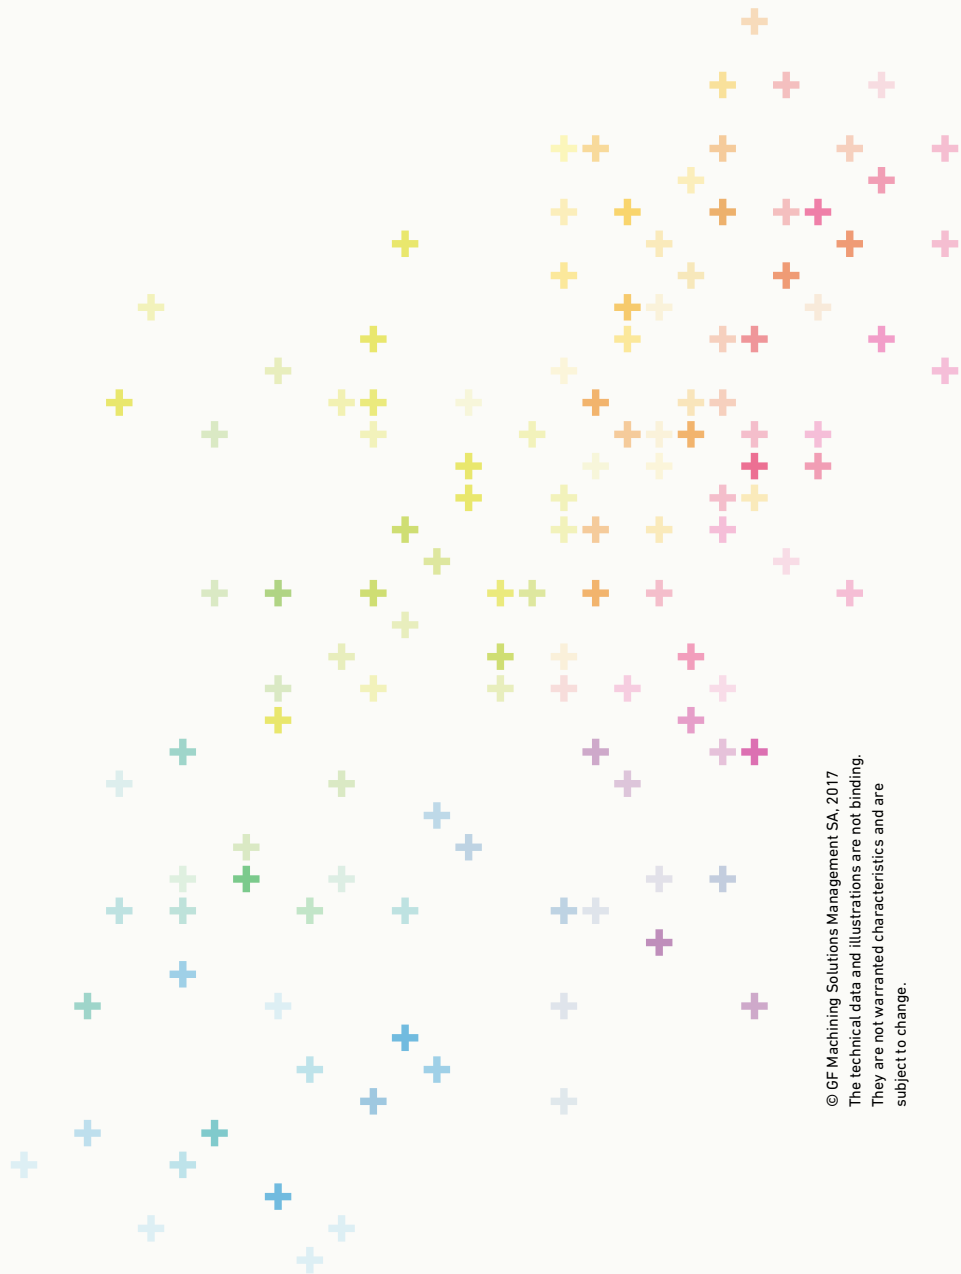 © GF Machining Solutions Management SA, 2017
The technical data and illustrations are not binding.
They are not warranted characteristics and are
subject to change.